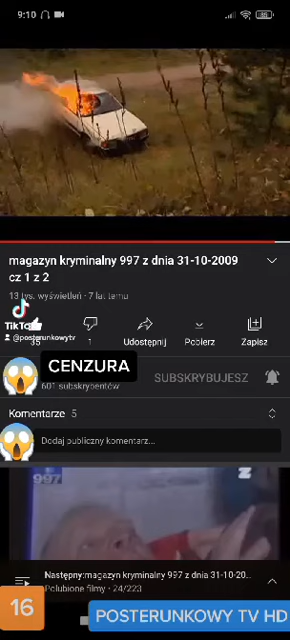 9:10
magazyn kryminalny 997 z dnia 31-10-2009
cz 1 z 2
13 tys. wyświetleń · 7 lat temu
TikTok
@posterunkowytv
1
Udostępnij
Pobierz
Zapisz
CENZURA
601 subskrybentów
SUBSKRYBUJESZ
Komentarze 5
Dodaj publiczny komentarz...
997
Następny:magazyn kryminalny 997 z dnia 31-10-20...
Polubione filmy · 24/223
16
POSTERUNKOWY TV HD